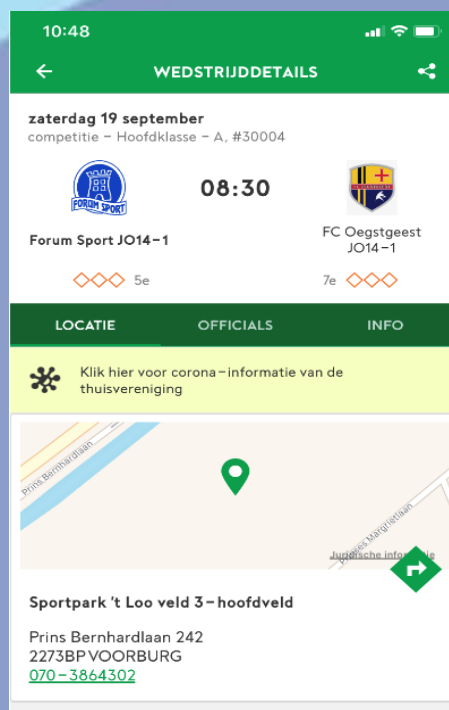 10:48
WEDSTRIJDDETAILS
zaterdag 19 september
competitie – Hoofdklasse – A, #30004
FORUM SPORT
08:30
Forum Sport JO14-1
FC Oegstgeest
JO14-1
5e
7e
LOCATIE OFFICIALS INFO
Klik hier voor corona-informatie van de
thuisvereniging
Prins Bernhardlaan
Prins Bernhardlaan
Prinses Margrietlaan
Juridische informatie
Sportpark 't Loo veld 3-hoofdveld
Prins Bernhardlaan 242
2273BP VOORBURG
070-3864302